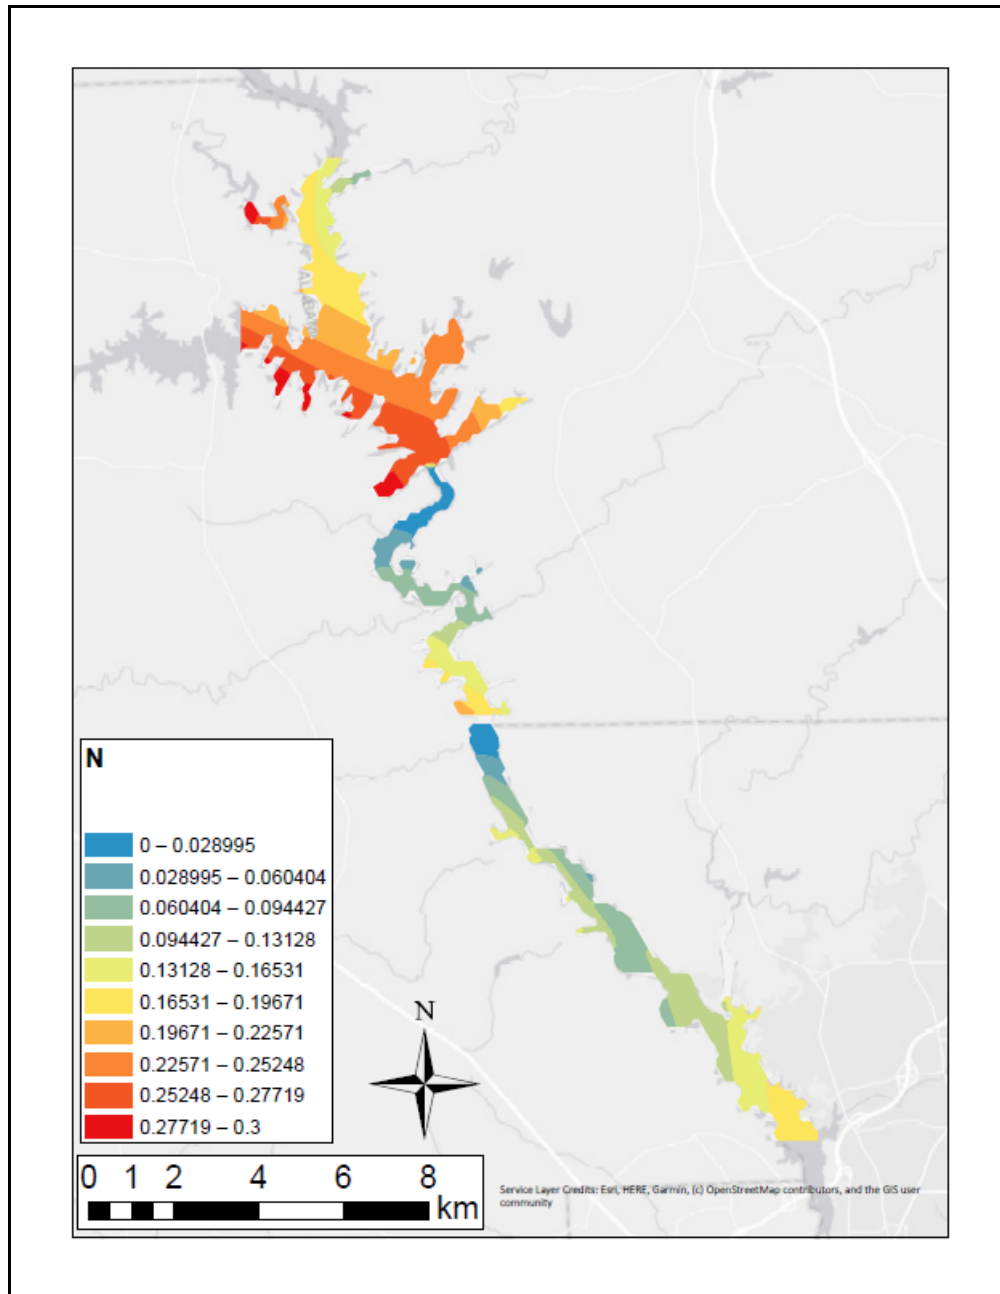 N
0 – 0.028995
0.028995 – 0.060404
0.060404 – 0.094427
0.094427 – 0.13128
0.13128 – 0.16531
0.16531 – 0.19671
0.19671 – 0.22571
0.22571 – 0.25248
0.25248 – 0.27719
0.27719 – 0.3
N
0 1 2 4 6 8
km
Service Layer Credits: Esri, HERE, Garmin, (c) OpenStreetMap contributors, and the GIS user
community